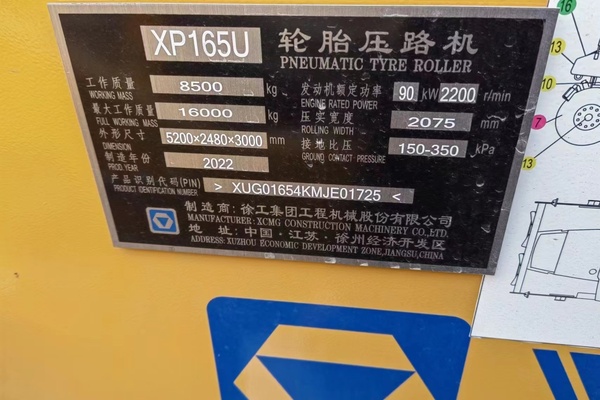 XP165U 轮胎压路机
PNEUMATIC TYRE ROLLER
工作质量 8500 kg 发动机额定功率 90 kW 2200 r/min
WORKING MASS ENGINE RATED POWER
最大工作质量 16000 kg 压实宽度 2075 mm
FULL WORKING MASS ROLLING WIDTH
外形尺寸 5200×2480×3000 mm 接地比压 150-350 kPa
DIMENSION GROUND CONTACT PRESSURE
制造年份 2022
PROD.YEAR
产品识别代码(PIN) > XUG01654KMJE01725 <
PRODUCT IDENTIFICATION NUMBER
制造商: 徐工集团工程机械股份有限公司
MANUFACTURER: XCMG CONSTRUCTION MACHINERY CO.,LTD.
地 址: 中国·江苏·徐州经济开发区
ADDRESS: XUZHOU ECONOMIC DEVELOPMENT ZONE,JIANGSU,CHINA
16
13
10
7
13